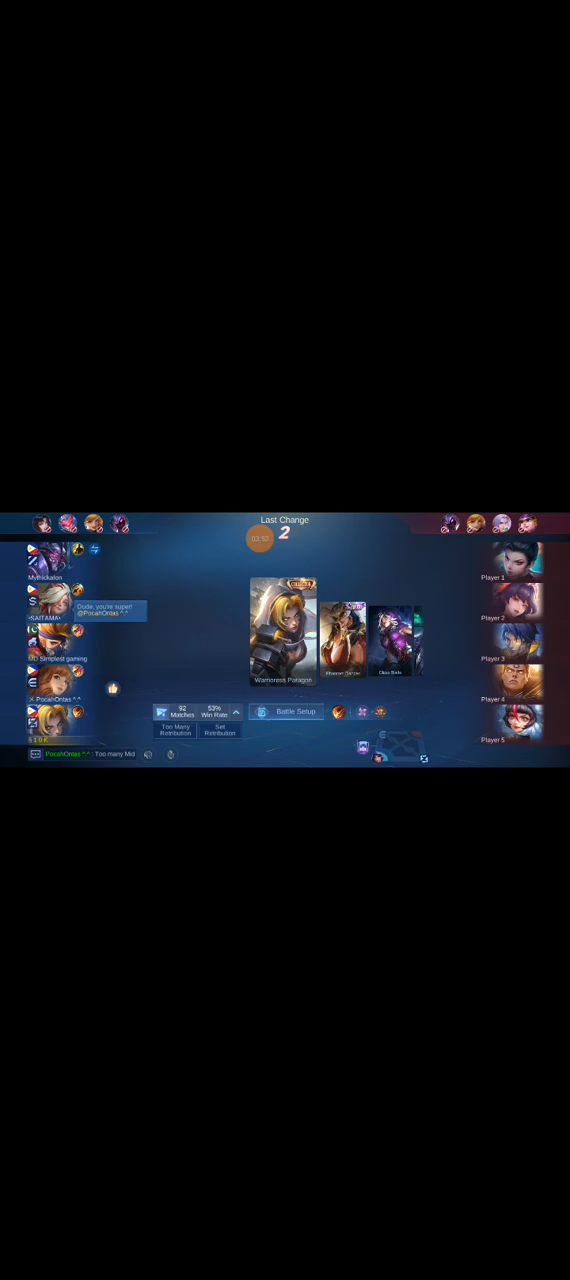 Last Change
2
03:52
Mythickalon
Player 1
Dude, you're super!
@PocahOntas ^.^
•SAITAMA•
Player 2
Simplest gaming
Player 3
Warrioress Paragon
PocahOntas ^.^
Player 4
92
Matches
53%
Win Rate
Battle Setup
Too Many
Retribution
Set
Retribution
Player 5
PocahOntas ^.^ : Too many Mid